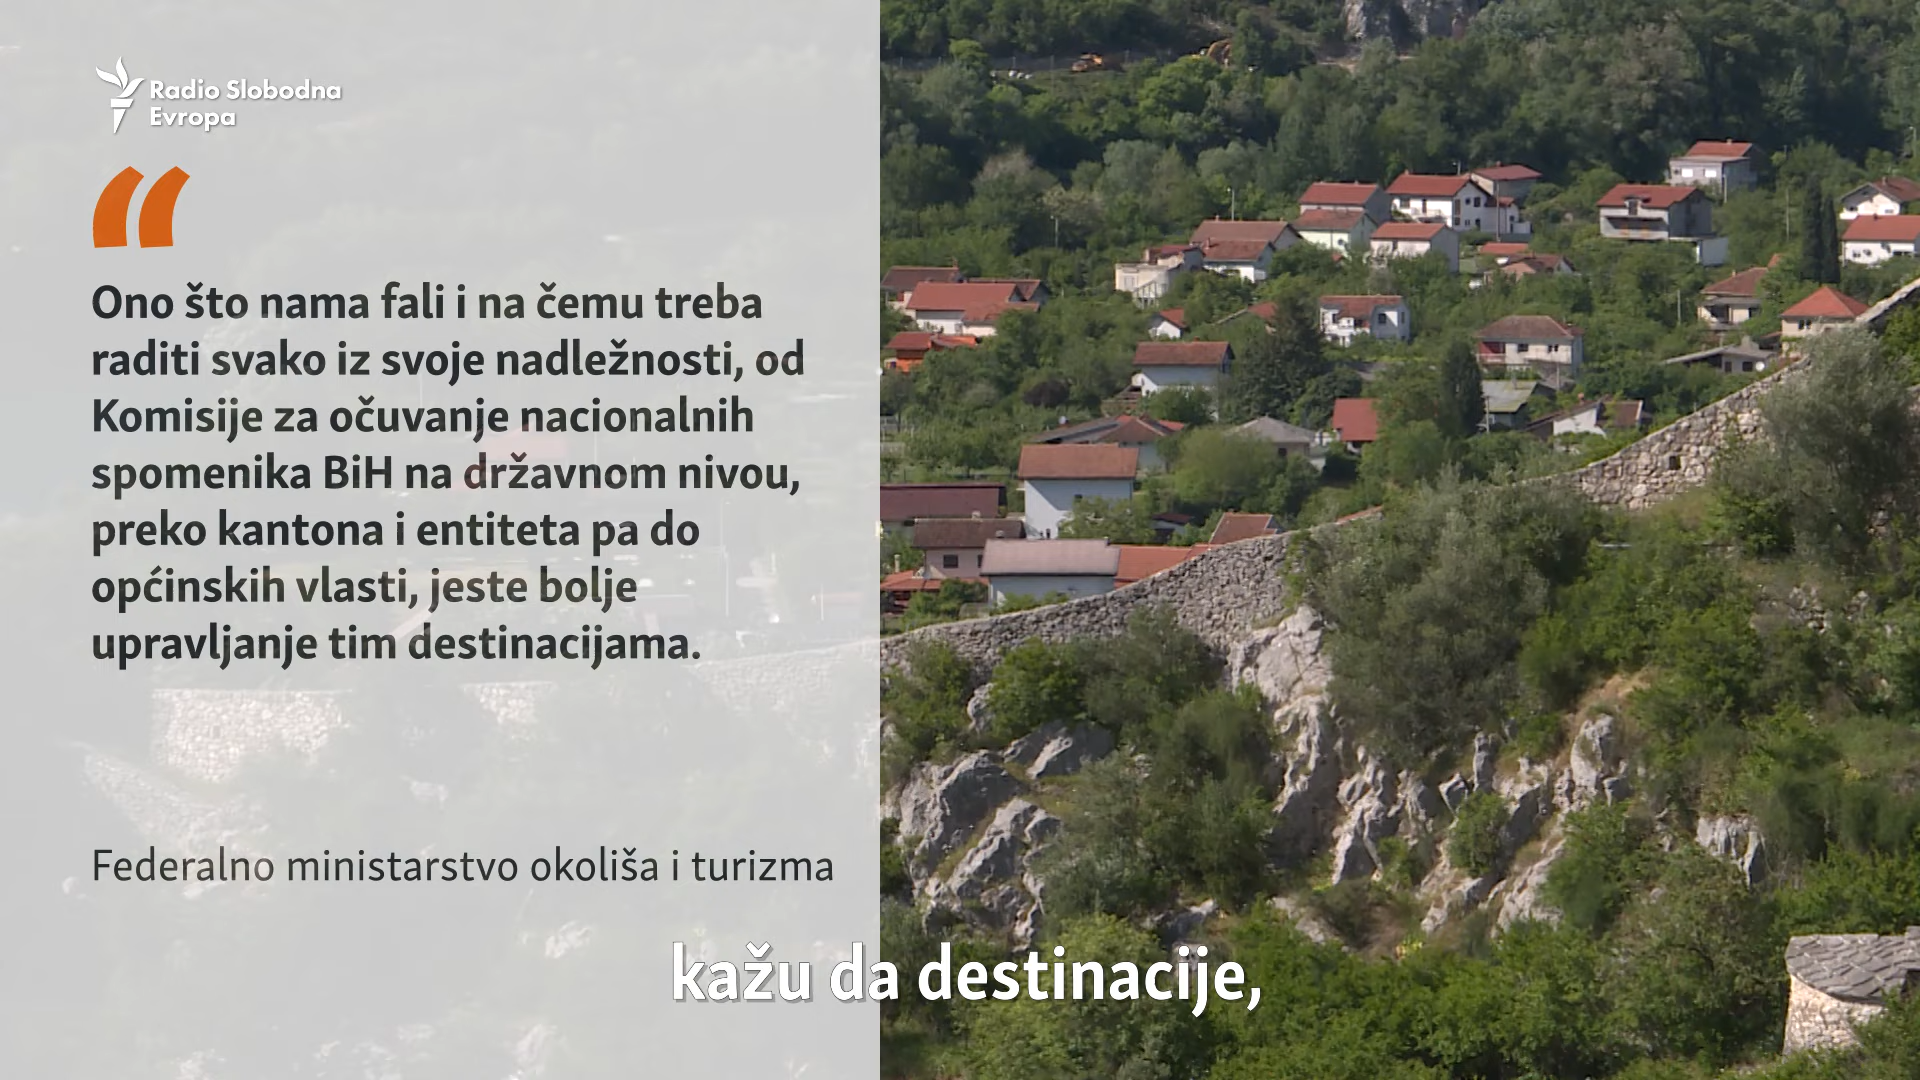 Radio Slobodna
Evropa
“
Ono što nama fali i na čemu treba
raditi svako iz svoje nadležnosti, od
Komisije za očuvanje nacionalnih
spomenika BiH na državnom nivou,
preko kantona i entiteta pa do
općinskih vlasti, jeste bolje
upravljanje tim destinacijama.
Federalno ministarstvo okoliša i turizma
kažu da destinacije,